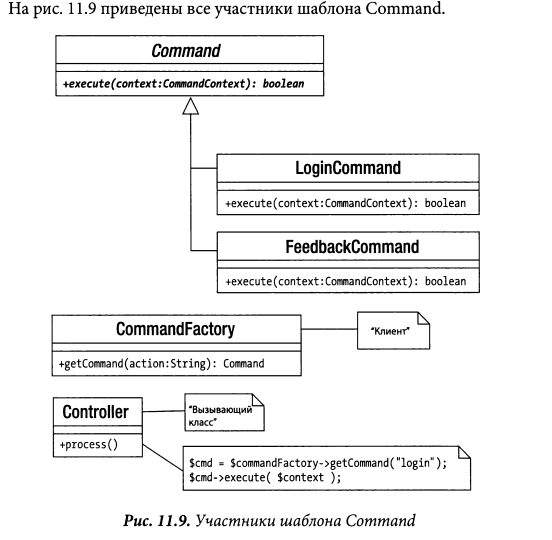 На рис. 11.9 приведены все участники шаблона Command.
Command
+execute(context:CommandContext): boolean
LoginCommand
+execute(context:CommandContext): boolean
FeedbackCommand
+execute(context:CommandContext): boolean
CommandFactory
+getCommand(action:String): Command
“Клиент”
Controller
+process()
“Вызывающий
класс”
$cmd = $commandFactory->getCommand("login");
$cmd->execute( $context );
Рис. 11.9. Участники шаблона Command